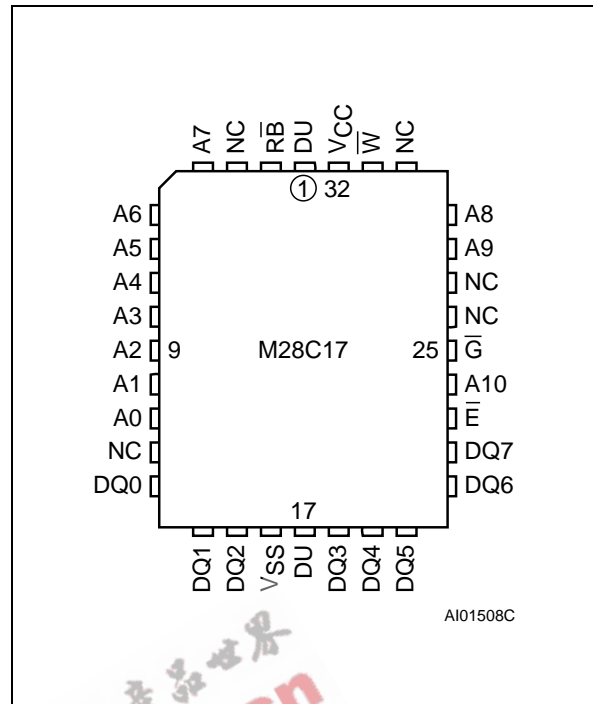 A7 NC R̅B̅ DU VCC W̅ NC
1 32
A6 A8
A5 A9
A4 NC
A3 NC
A2 9 M28C17 25 G̅
A1 A10
A0 E̅
NC DQ7
DQ0 DQ6
17
DQ1 DQ2 VSS DU DQ3 DQ4 DQ5
AI01508C